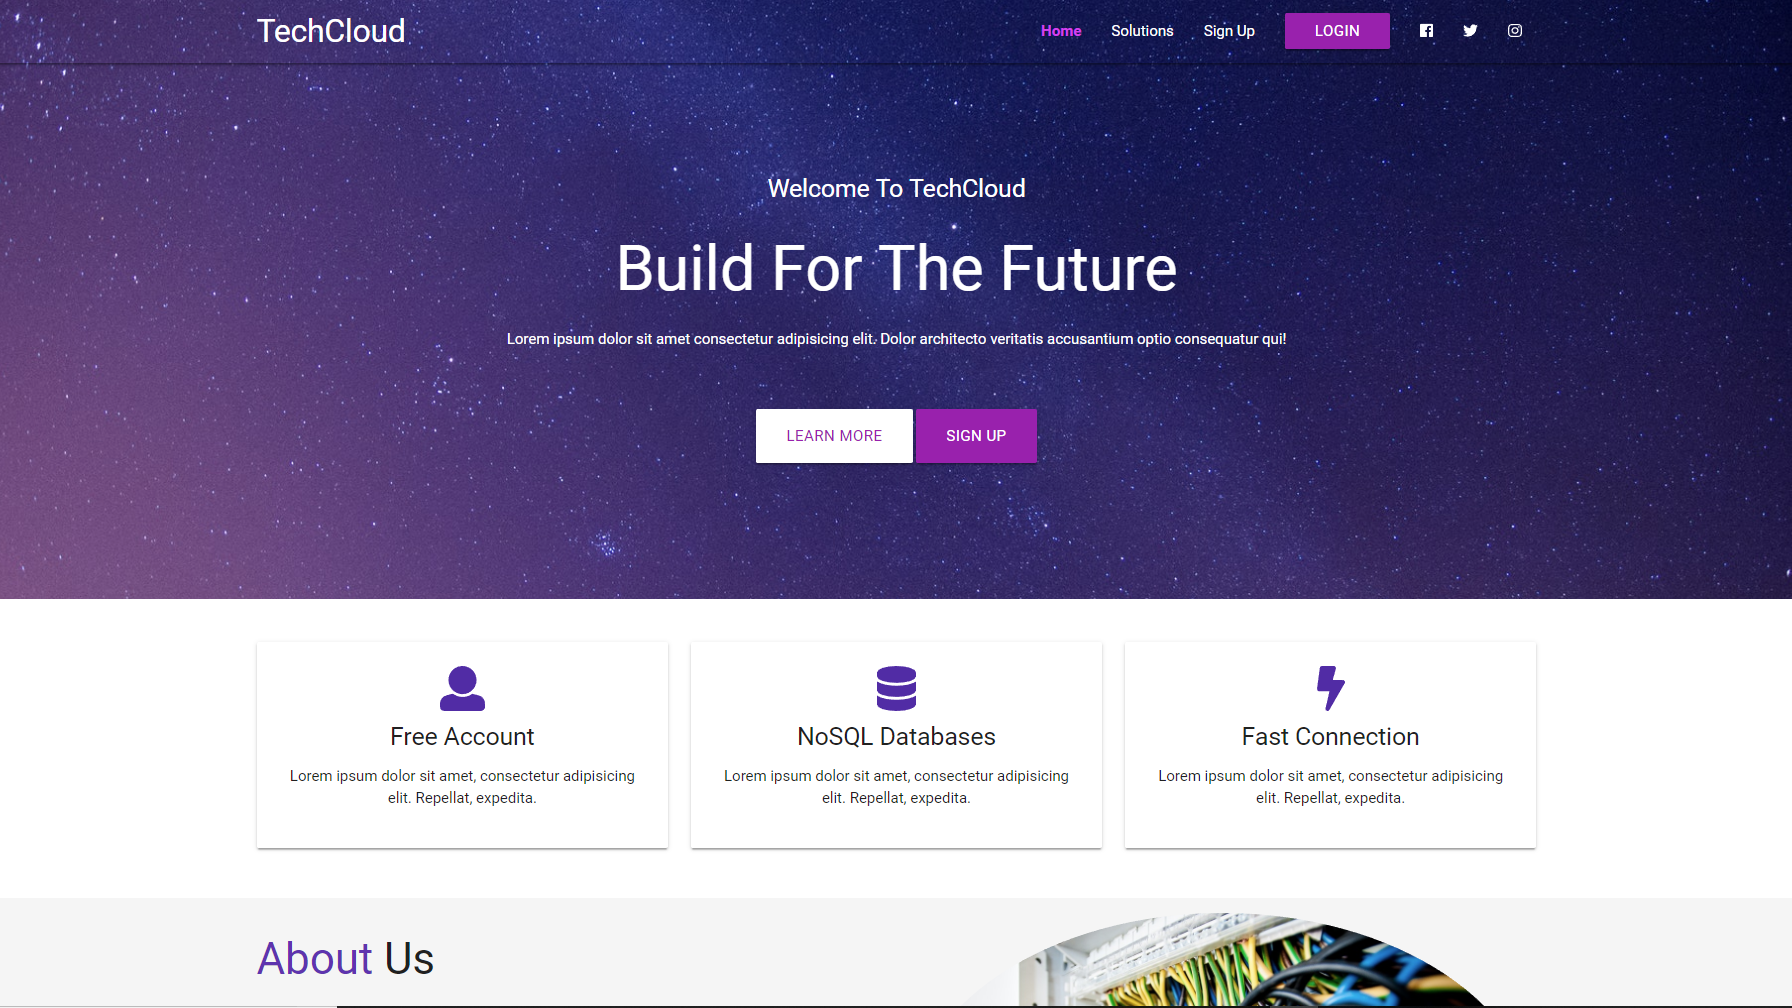 TechCloud
Home Solutions Sign Up LOGIN
Welcome To TechCloud
Build For The Future
Lorem ipsum dolor sit amet consectetur adipisicing elit. Dolor architecto veritatis accusantium optio consequatur qui!
LEARN MORE SIGN UP
Free Account
Lorem ipsum dolor sit amet, consectetur adipisicing
elit. Repellat, expedita.
NoSQL Databases
Lorem ipsum dolor sit amet, consectetur adipisicing
elit. Repellat, expedita.
Fast Connection
Lorem ipsum dolor sit amet, consectetur adipisicing
elit. Repellat, expedita.
About Us